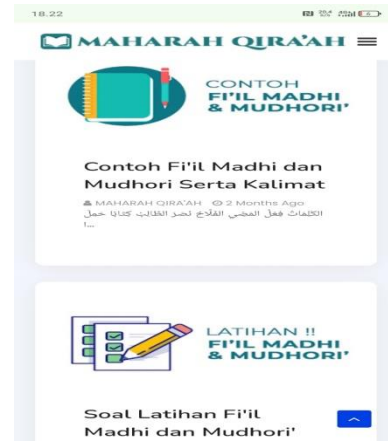 18.22
MAHARAH QIRA'AH
CONTOH
FI'IL MADHI
& MUDHORI'
Contoh Fi'il Madhi dan
Mudhori Serta Kalimat
MAHARAH QIRA'AH 2 Months Ago
الكلمات فعل المضي الفلاح نصر الطالب كتابا حمل
...ا
LATIHAN !!
FI'IL MADHI
& MUDHORI'
Soal Latihan Fi'il
Madhi dan Mudhori'